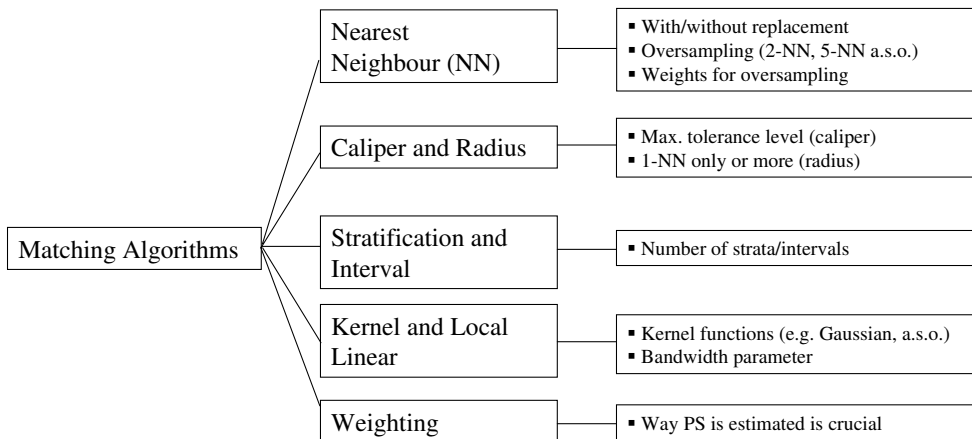 Nearest
Neighbour (NN)
▪ With/without replacement
▪ Oversampling (2-NN, 5-NN a.s.o.)
▪ Weights for oversampling
Caliper and Radius
▪ Max. tolerance level (caliper)
▪ 1-NN only or more (radius)
Matching Algorithms
Stratification and
Interval
▪ Number of strata/intervals
Kernel and Local
Linear
▪ Kernel functions (e.g. Gaussian, a.s.o.)
▪ Bandwidth parameter
Weighting
▪ Way PS is estimated is crucial